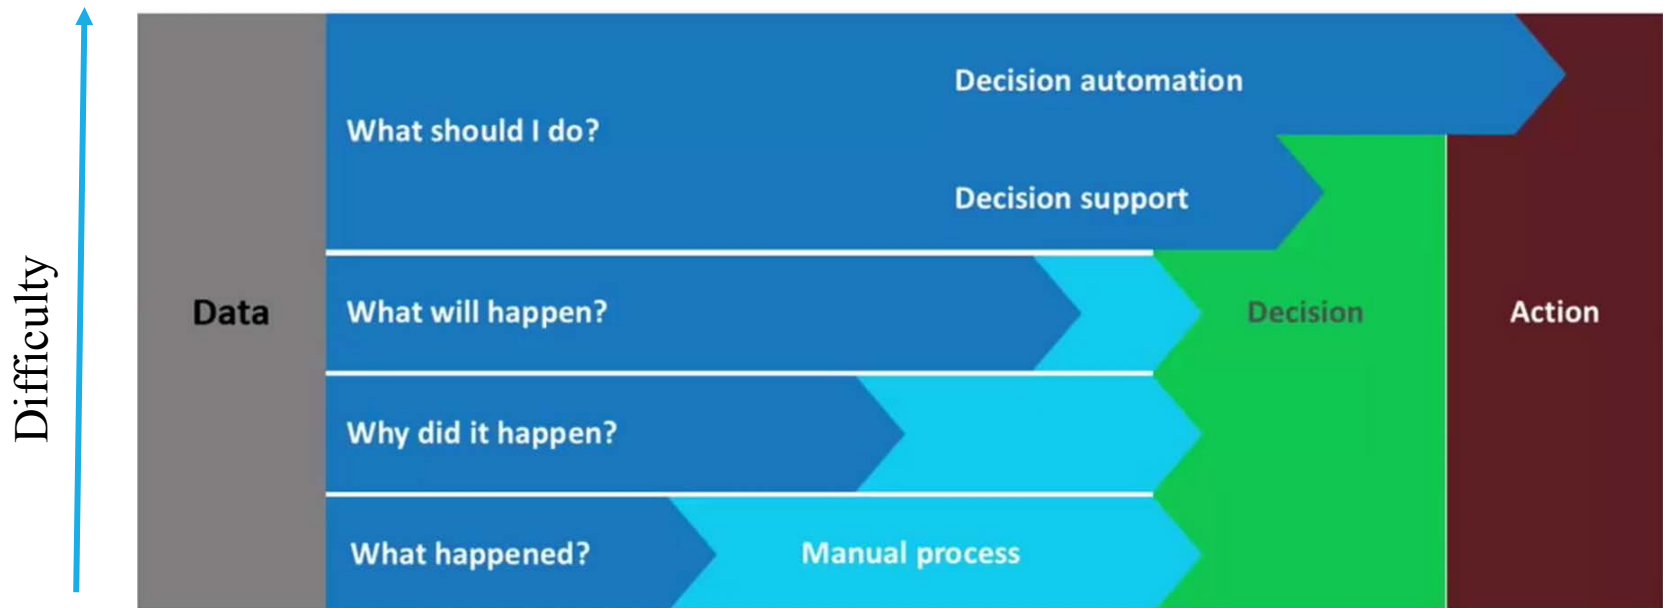 Difficulty
Data
What should I do?
Decision automation
Decision support
What will happen?
Why did it happen?
What happened?
Manual process
Decision
Action